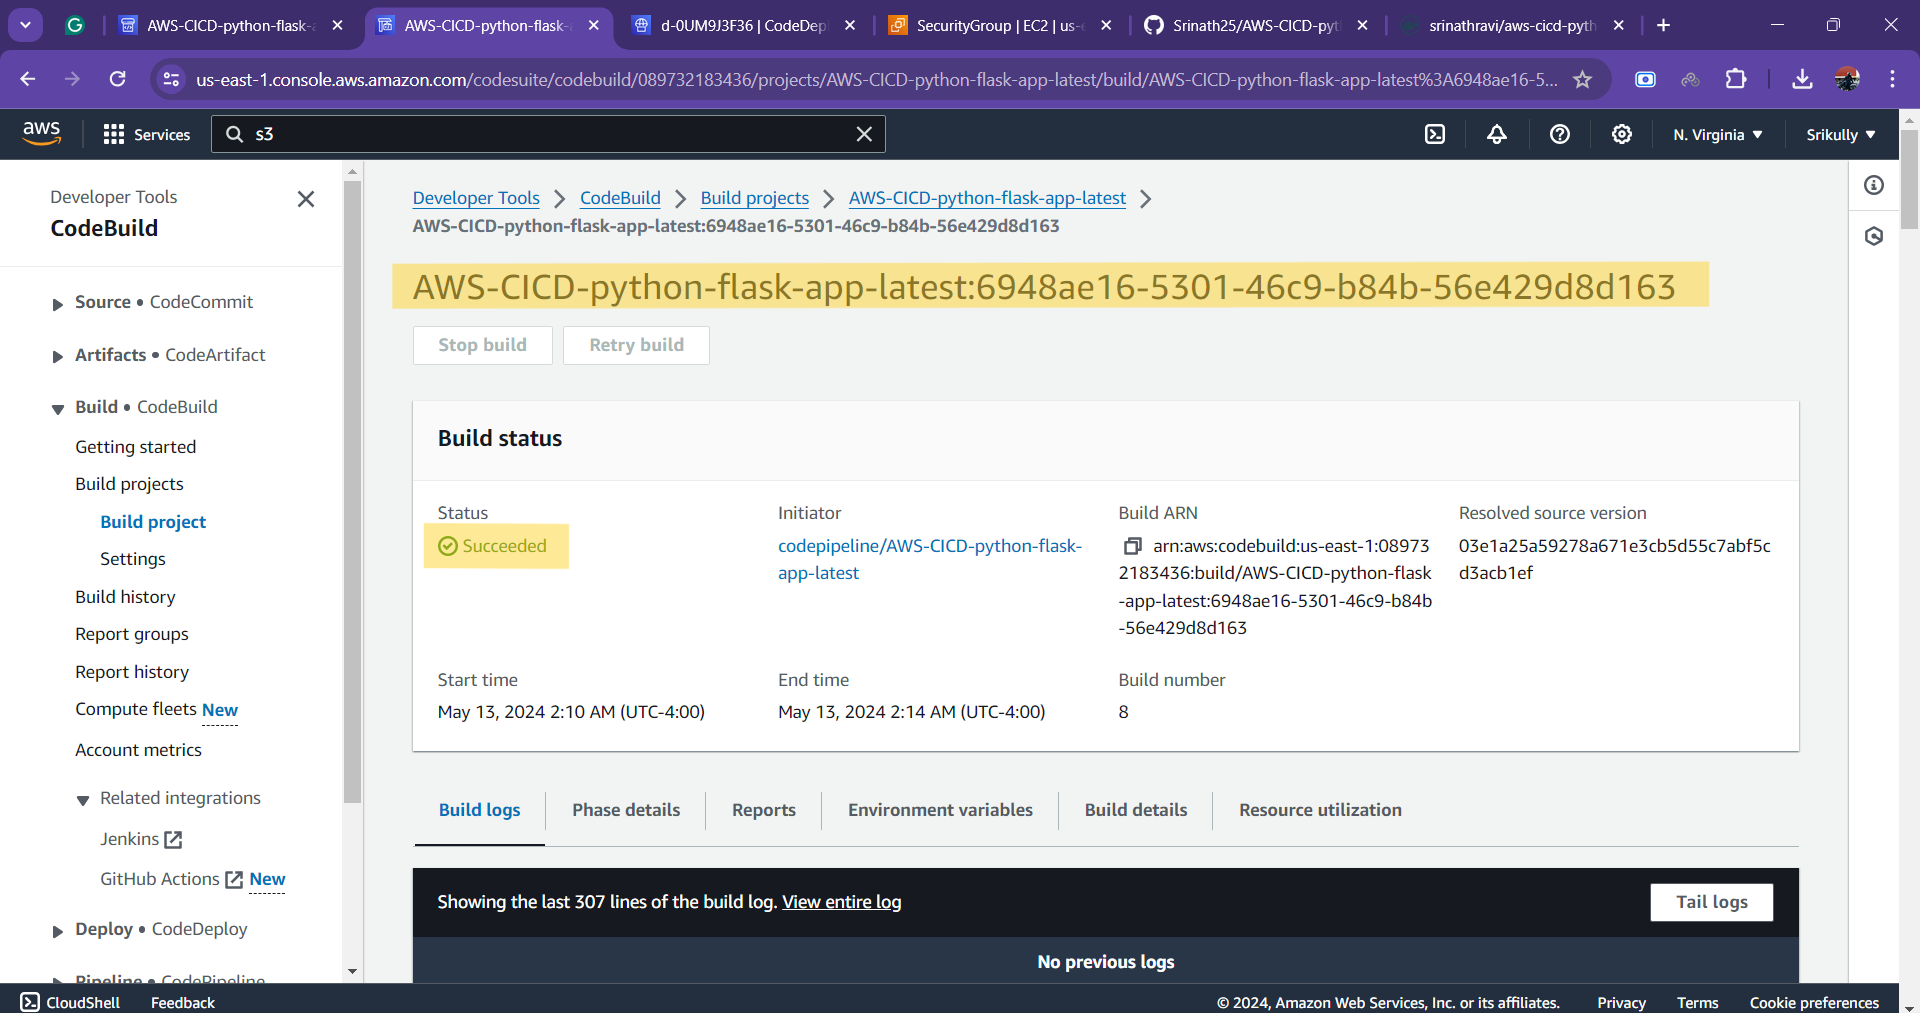 AWS-CICD-python-flask-a
AWS-CICD-python-flask-
d-0UM9J3F36 | CodeDepl
SecurityGroup | EC2 | us-e
Srinath25/AWS-CICD-pyt
srinathravi/aws-cicd-pyth
us-east-1.console.aws.amazon.com/codesuite/codebuild/089732183436/projects/AWS-CICD-python-flask-app-latest/build/AWS-CICD-python-flask-app-latest%3A6948ae16-5...
aws
Services
s3
N. Virginia
Srikully
Developer Tools
CodeBuild
Source • CodeCommit
Artifacts • CodeArtifact
Build • CodeBuild
Getting started
Build projects
Build project
Settings
Build history
Report groups
Report history
Compute fleets New
Account metrics
Related integrations
Jenkins
GitHub Actions New
Deploy • CodeDeploy
Pipeline • CodePipeline
Developer Tools > CodeBuild > Build projects > AWS-CICD-python-flask-app-latest >
AWS-CICD-python-flask-app-latest:6948ae16-5301-46c9-b84b-56e429d8d163
AWS-CICD-python-flask-app-latest:6948ae16-5301-46c9-b84b-56e429d8d163
Stop build
Retry build
Build status
Status
Succeeded
Initiator
codepipeline/AWS-CICD-python-flask-
app-latest
Build ARN
arn:aws:codebuild:us-east-1:08973
2183436:build/AWS-CICD-python-flask
-app-latest:6948ae16-5301-46c9-b84b
-56e429d8d163
Resolved source version
03e1a25a59278a671e3cb5d55c7abf5c
d3acb1ef
Start time
May 13, 2024 2:10 AM (UTC-4:00)
End time
May 13, 2024 2:14 AM (UTC-4:00)
Build number
8
Build logs
Phase details
Reports
Environment variables
Build details
Resource utilization
Showing the last 307 lines of the build log. View entire log
Tail logs
No previous logs
CloudShell
Feedback
© 2024, Amazon Web Services, Inc. or its affiliates.
Privacy
Terms
Cookie preferences